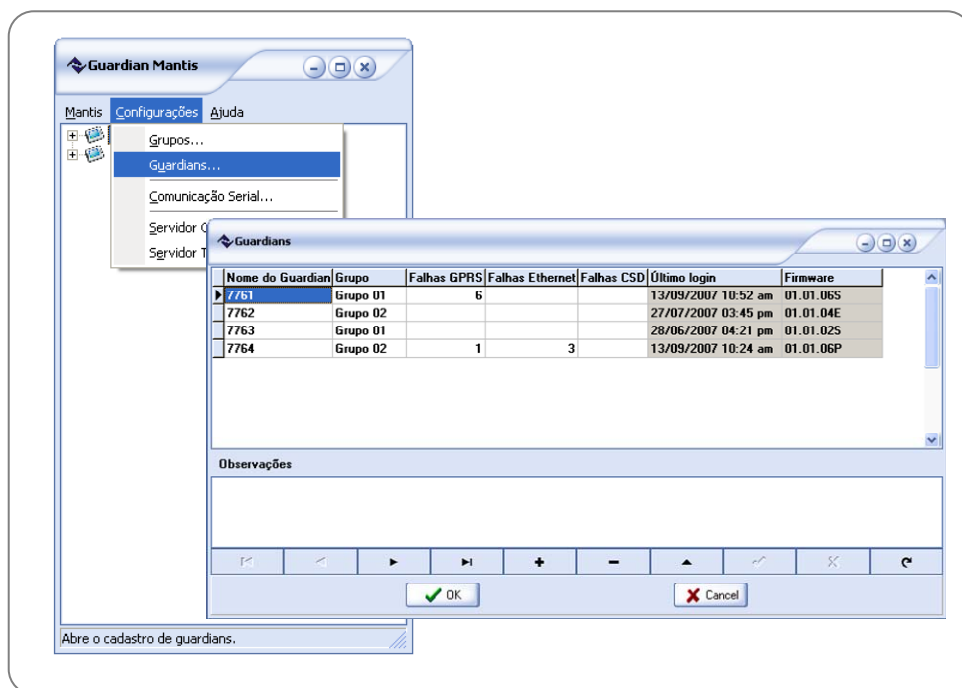 Guardian Mantis
Mantis Configurações Ajuda
Grupos...
Guardians...
Comunicação Serial...
Servidor
Servidor
Guardians
Nome do Guardian Grupo Falhas GPRS Falhas Ethernet Falhas CSD Último login Firmware
7761 Grupo 01 6 13/09/2007 10:52 am 01.01.06S
7762 Grupo 02 27/07/2007 03:45 pm 01.01.04E
7763 Grupo 01 28/06/2007 04:21 pm 01.01.02S
7764 Grupo 02 1 3 13/09/2007 10:24 am 01.01.06P
Observações
OK Cancel
Abre o cadastro de guardians.